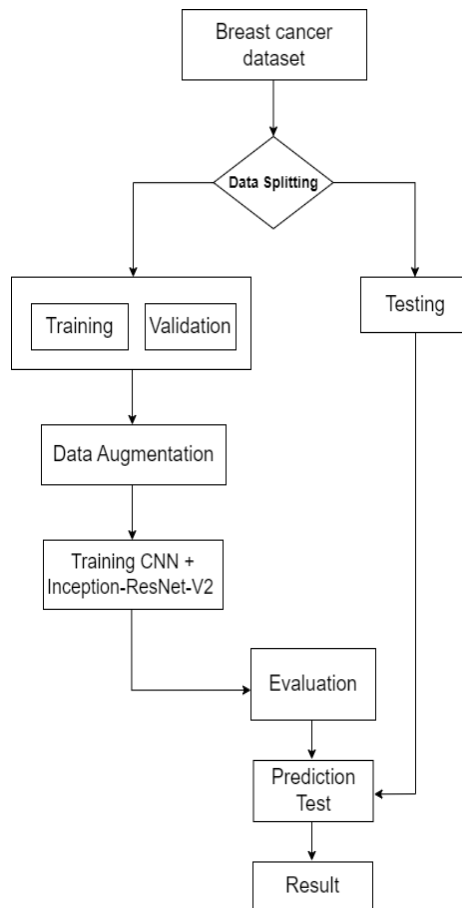 Breast cancer
dataset
Data Splitting
Training
Validation
Testing
Data Augmentation
Training CNN +
Inception-ResNet-V2
Evaluation
Prediction
Test
Result